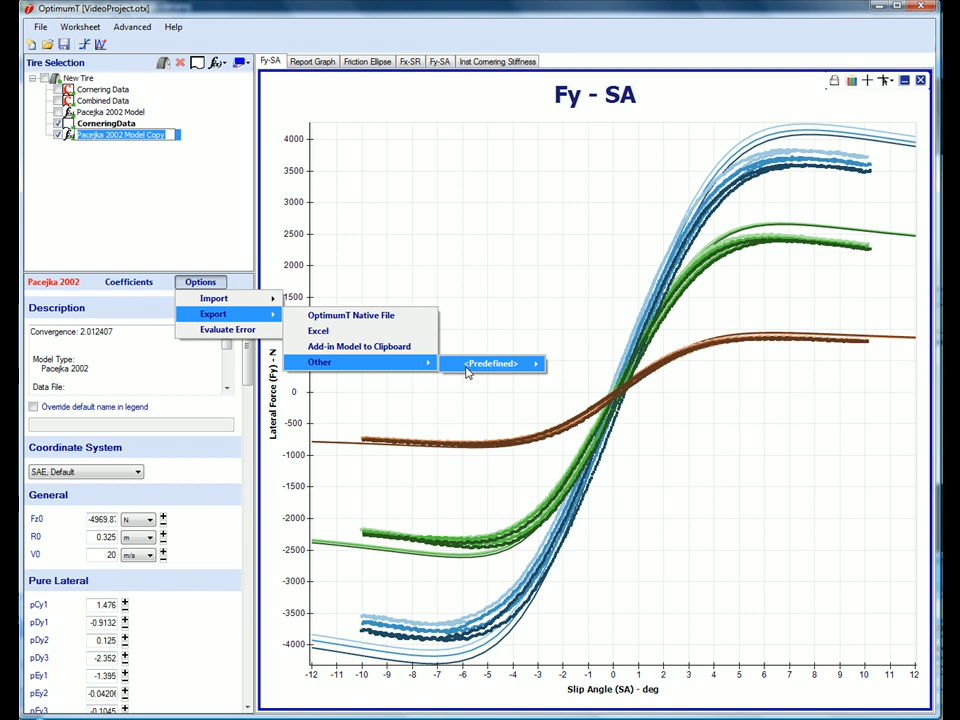 OptimumT [VideoProject.otx]
File Worksheet Advanced Help
Tire Selection
New Tire
Cornering Data
Combined Data
Pacejka 2002 Model
CorneringData
Pacejka 2002 Model Copy
Pacejka 2002 Coefficients Options
Import
Export
Evaluate Error
OptimumT Native File
Excel
Add-in Model to Clipboard
Other
<Predefined>
Description
Convergence: 2.012407
Model Type:
Pacejka 2002
Data File:
Override default name in legend
Coordinate System
SAE, Default
General
Fz0 -4969.8 N
R0 0.325 m
V0 20 m/s
Pure Lateral
pCy1 1.476
pDy1 -0.9132
pDy2 0.125
pDy3 -2.352
pEy1 -1.395
pEy2 -0.0420
pEy3 -0.1045
Fy-SA Report Graph Friction Ellipse Fx-SR Fy-SA Inst Cornering Stiffness
Fy - SA
4000
3500
3000
2500
2000
1500
0
-500
-1000
-1500
-2000
-2500
-3000
-3500
-4000
Lateral Force (Fy) - N
-12 -11 -10 -9 -8 -7 -6 -5 -4 -3 -2 -1 0 1 2 3 4 5 6 7 8 9 10 11 12
Slip Angle (SA) - deg